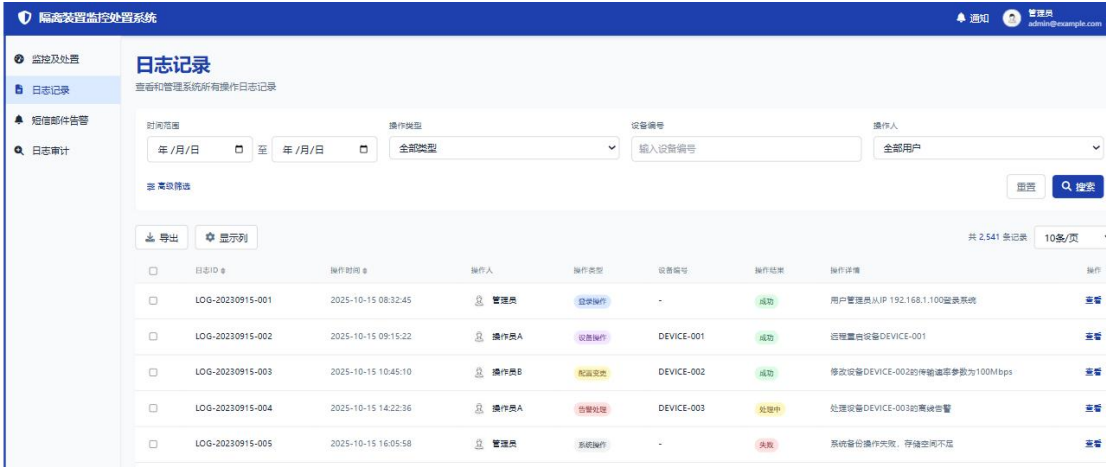 隔离装置监控处置系统
通知
管理员
admin@example.com
监控及处置
日志记录
短信邮件告警
日志审计
日志记录
查看和管理系统所有操作日志记录
时间范围 操作类型 设备编号 操作人
年/月/日 至 年/月/日 全部类型 输入设备编号 全部用户
高级筛选 重置 搜索
导出 显示列 共 2,541 条记录 10条/页
日志ID 操作时间 操作人 操作类型 设备编号 操作结果 操作详情 操作
LOG-20230915-001 2025-10-15 08:32:45 管理员 登录操作 - 成功 用户管理员从IP 192.168.1.100登录系统 查看
LOG-20230915-002 2025-10-15 09:15:22 操作员A 设备操作 DEVICE-001 成功 远程重启设备DEVICE-001 查看
LOG-20230915-003 2025-10-15 10:45:10 操作员B 配置变更 DEVICE-002 成功 修改设备DEVICE-002的传输速率参数为100Mbps 查看
LOG-20230915-004 2025-10-15 14:22:36 操作员A 告警处理 DEVICE-003 处理中 处理设备DEVICE-003的离线告警 查看
LOG-20230915-005 2025-10-15 16:05:58 管理员 系统操作 - 失败 系统备份操作失败，存储空间不足 查看